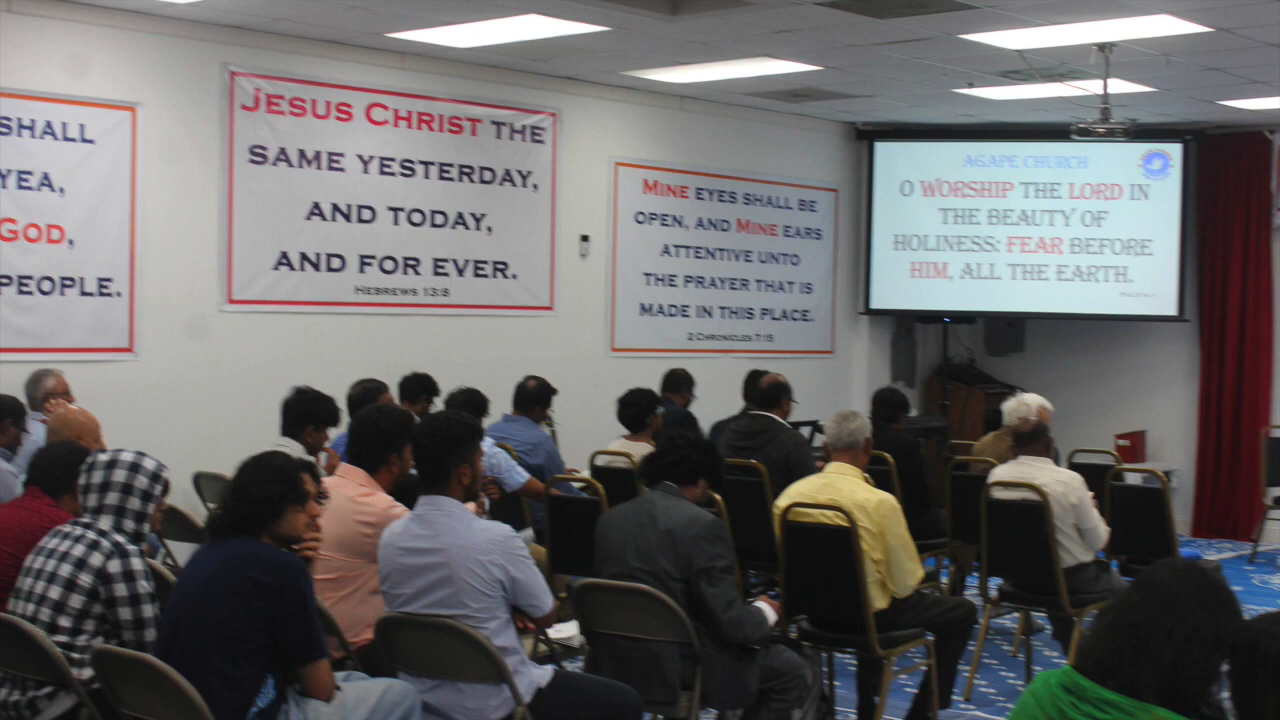 SHALL
YEA,
GOD,
PEOPLE.
JESUS CHRIST THE
SAME YESTERDAY,
AND TODAY,
AND FOR EVER.
HEBREWS 13:8
MINE EYES SHALL BE
OPEN, AND MINE EARS
ATTENTIVE UNTO
THE PRAYER THAT IS
MADE IN THIS PLACE.
2 CHRONICLES 7:15
AGAPE CHURCH
O WORSHIP THE LORD IN
THE BEAUTY OF
HOLINESS: FEAR BEFORE
HIM, ALL THE EARTH.